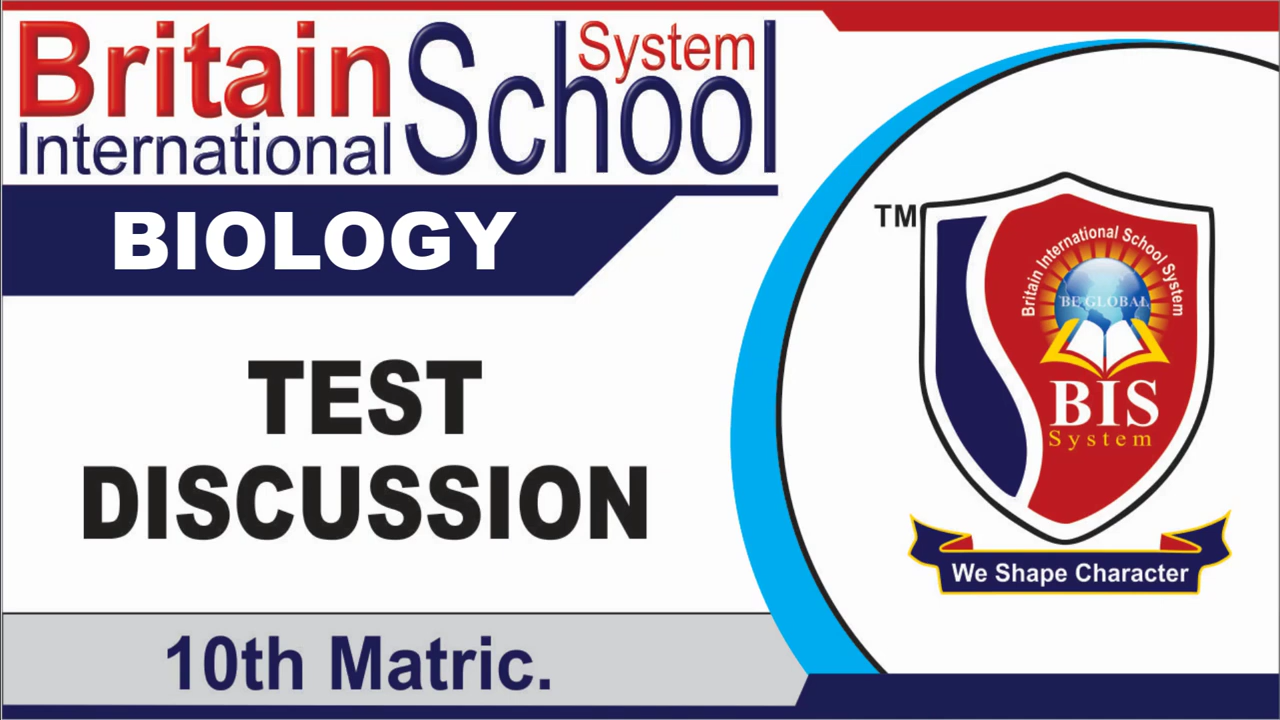 Britain
International
System
School
BIOLOGY
TEST
DISCUSSION
10th Matric.
TM
Britain International School System
BE GLOBAL
BIS
System
We Shape Character